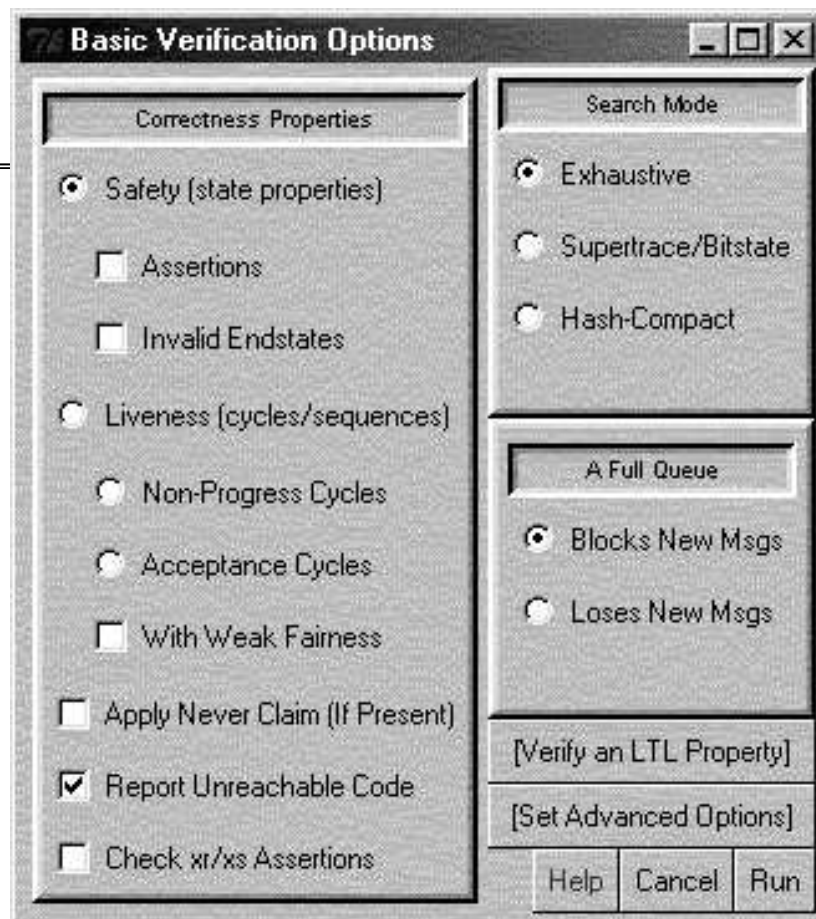 Basic Verification Options
Correctness Properties
Safety (state properties)
Assertions
Invalid Endstates
Liveness (cycles/sequences)
Non-Progress Cycles
Acceptance Cycles
With Weak Fairness
Apply Never Claim (If Present)
Report Unreachable Code
Check xr/xs Assertions
Search Mode
Exhaustive
Supertrace/Bitstate
Hash-Compact
A Full Queue
Blocks New Msgs
Loses New Msgs
[Verify an LTL Property]
[Set Advanced Options]
Help Cancel Run